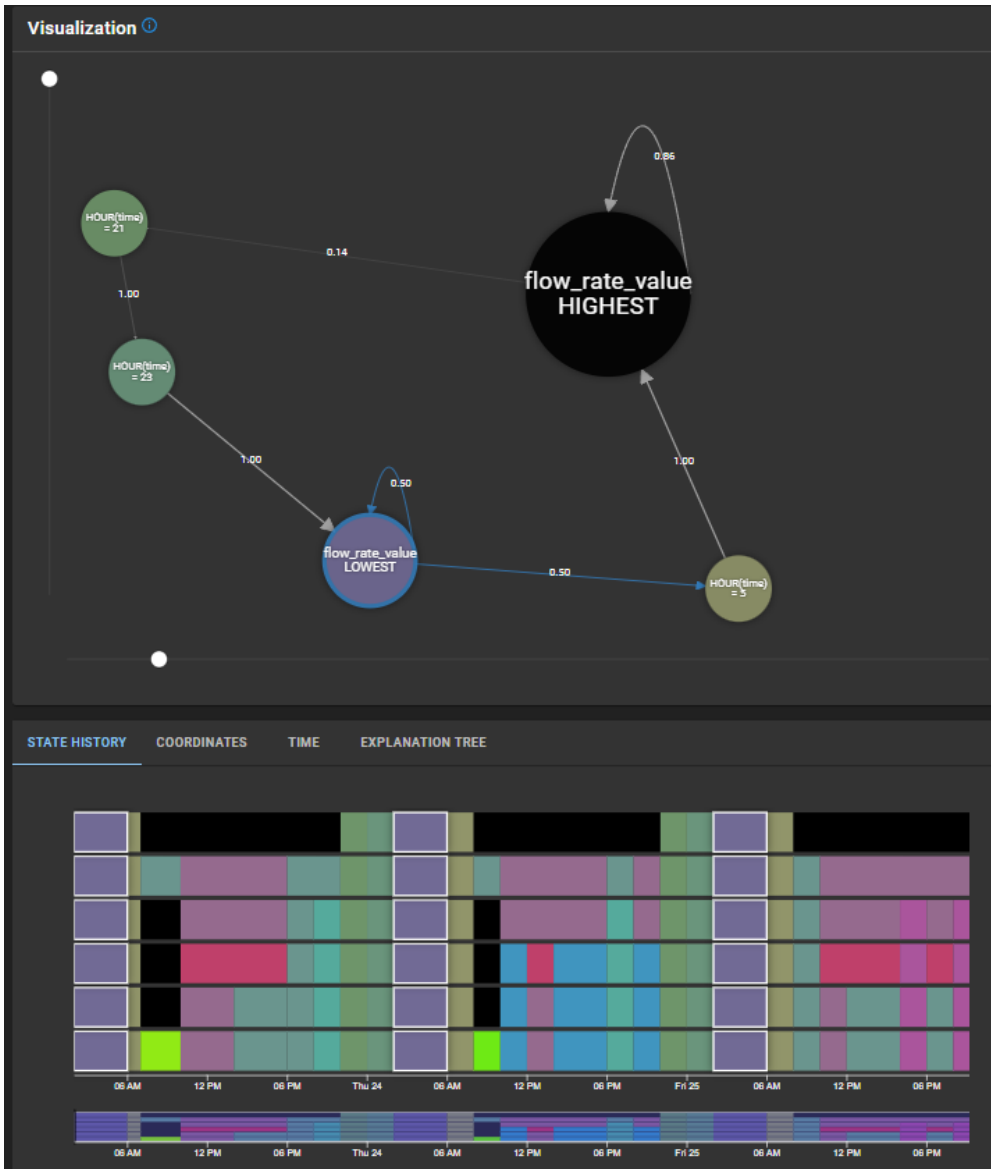 Visualization
0.86
HOUR(time)
= 21
0.14
flow_rate_value
HIGHEST
1.00
HOUR(time)
= 23
1.00
1.00
0.50
flow_rate_value
LOWEST
0.50
HOUR(time)
= 5
STATE HISTORY COORDINATES TIME EXPLANATION TREE
06 AM 12 PM 06 PM Thu 24 06 AM 12 PM 06 PM Fri 25 06 AM 12 PM 06 PM
06 AM 12 PM 06 PM Thu 24 06 AM 12 PM 06 PM Fri 25 06 AM 12 PM 06 PM